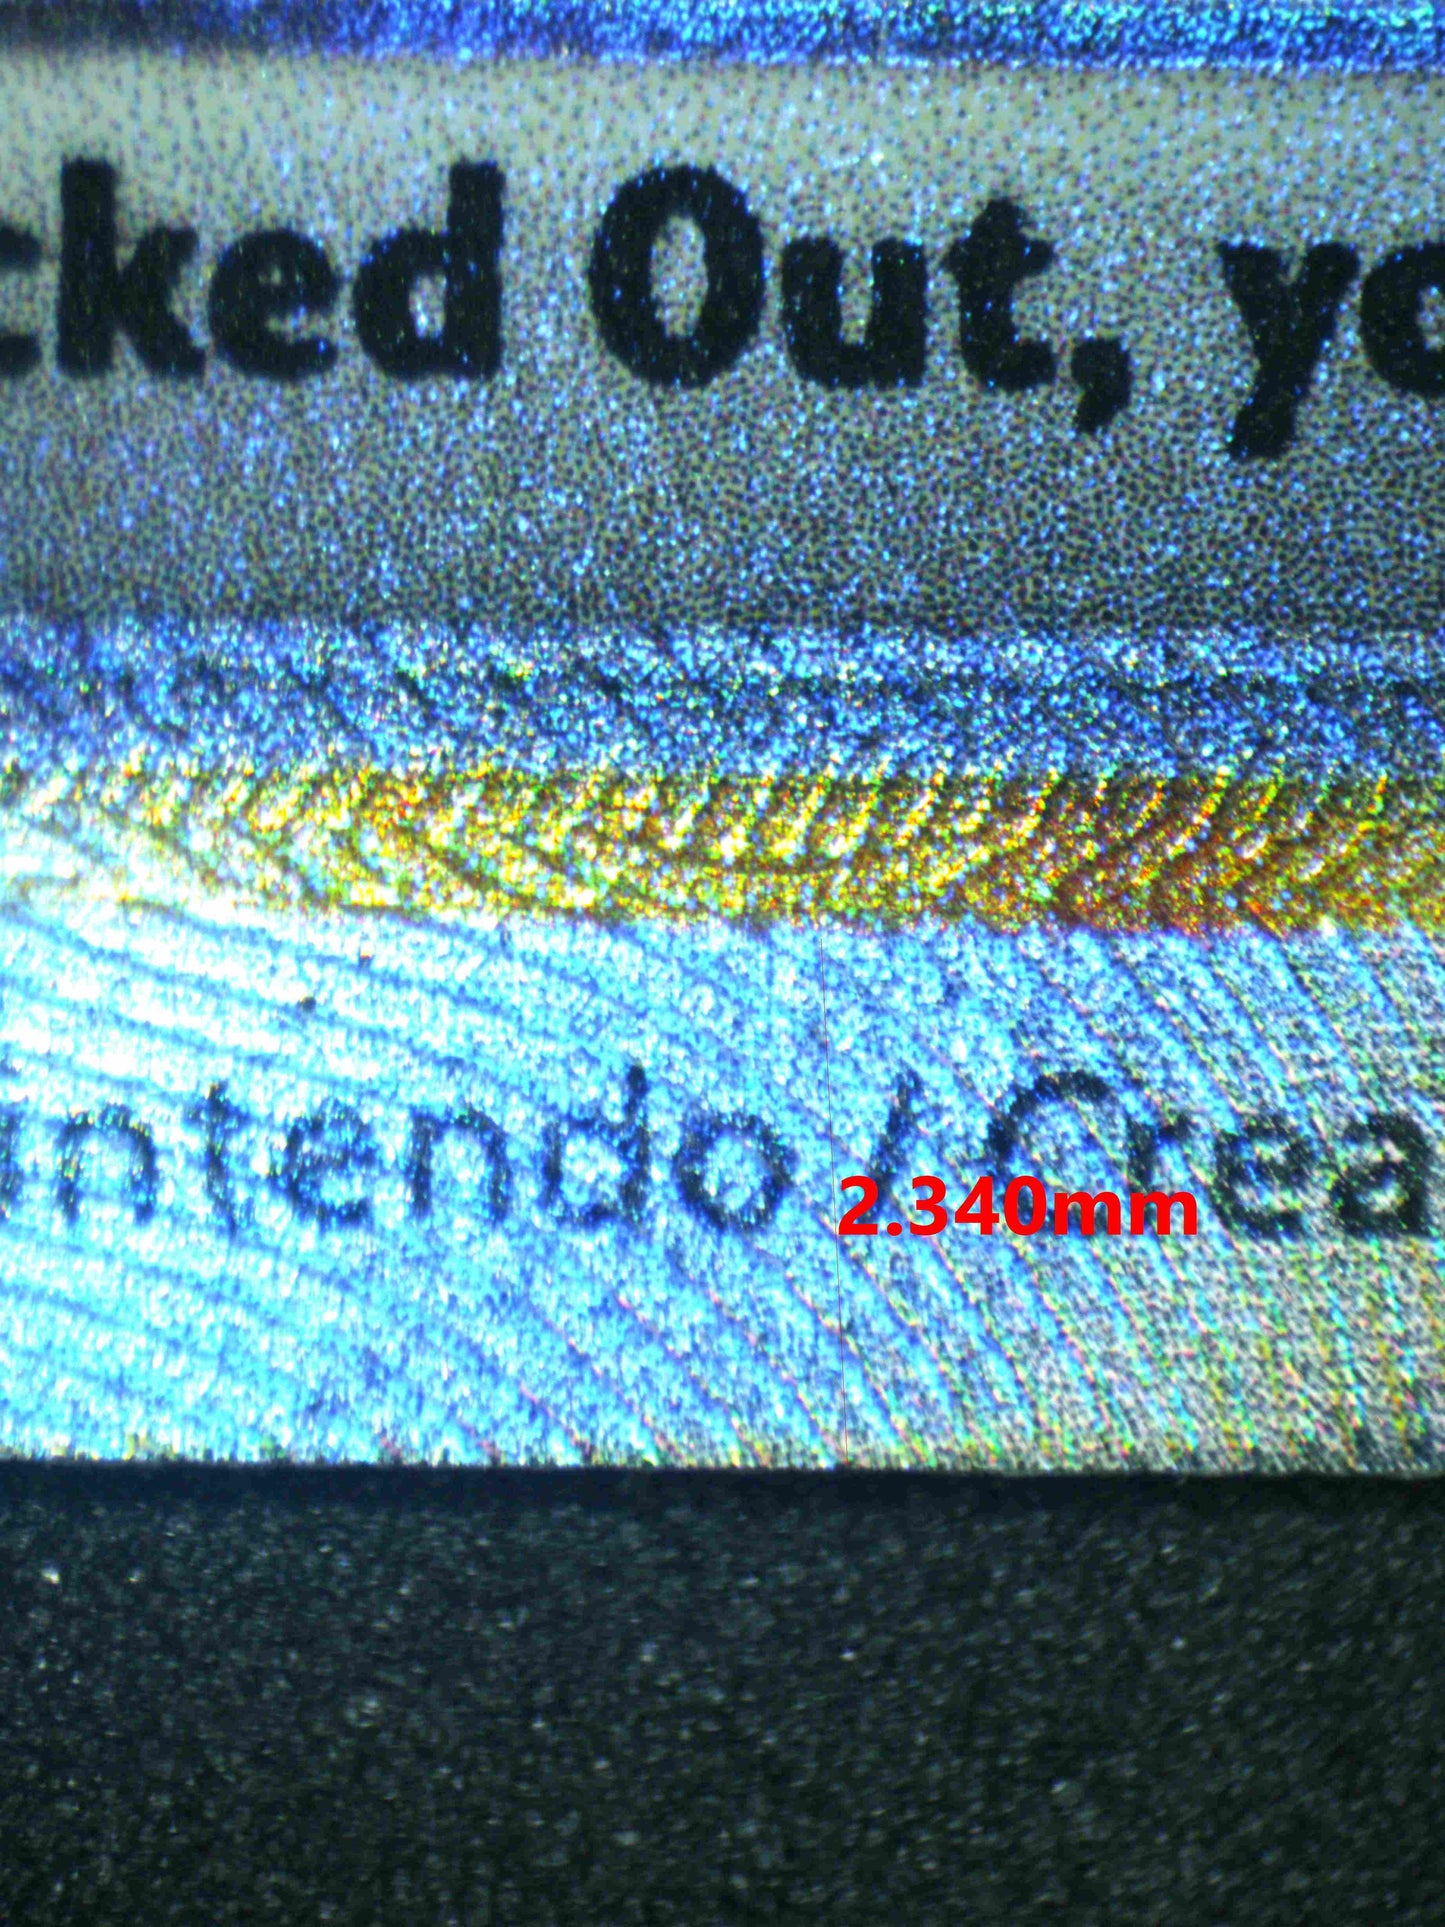 cked Out, yo
ntendo / Crea
2.340mm